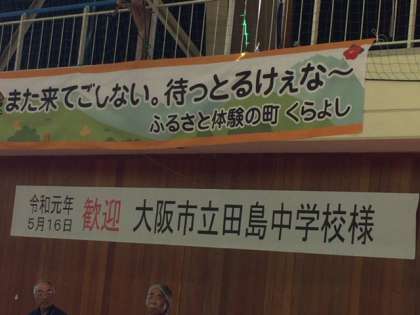 また来てごしない。待っとるけぇな〜
ふるさと体験の町 くらよし
令和元年
5月16日
歓迎 大阪市立田島中学校様